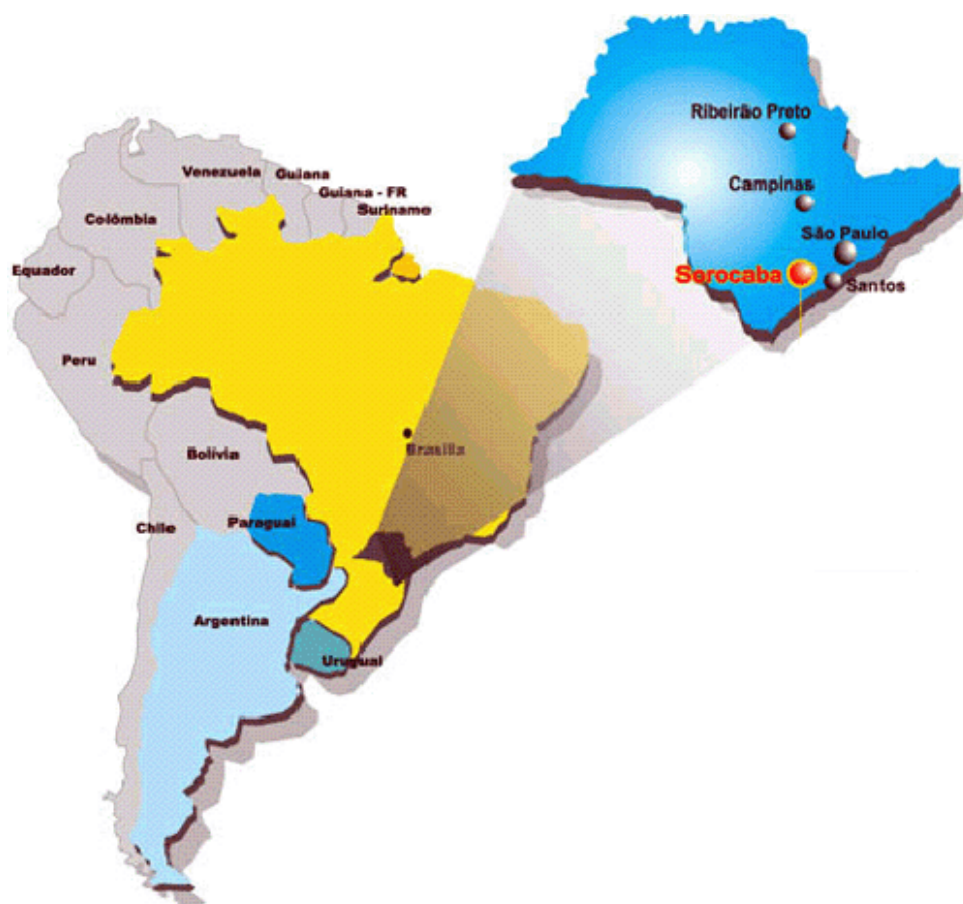 Ribeirão Preto
Campinas
São Paulo
Sorocaba
Santos
Venezuela
Guiana
Guiana - FR
Suriname
Colômbia
Equador
Peru
Brasília
Bolívia
Paraguai
Chile
Argentina
Uruguai